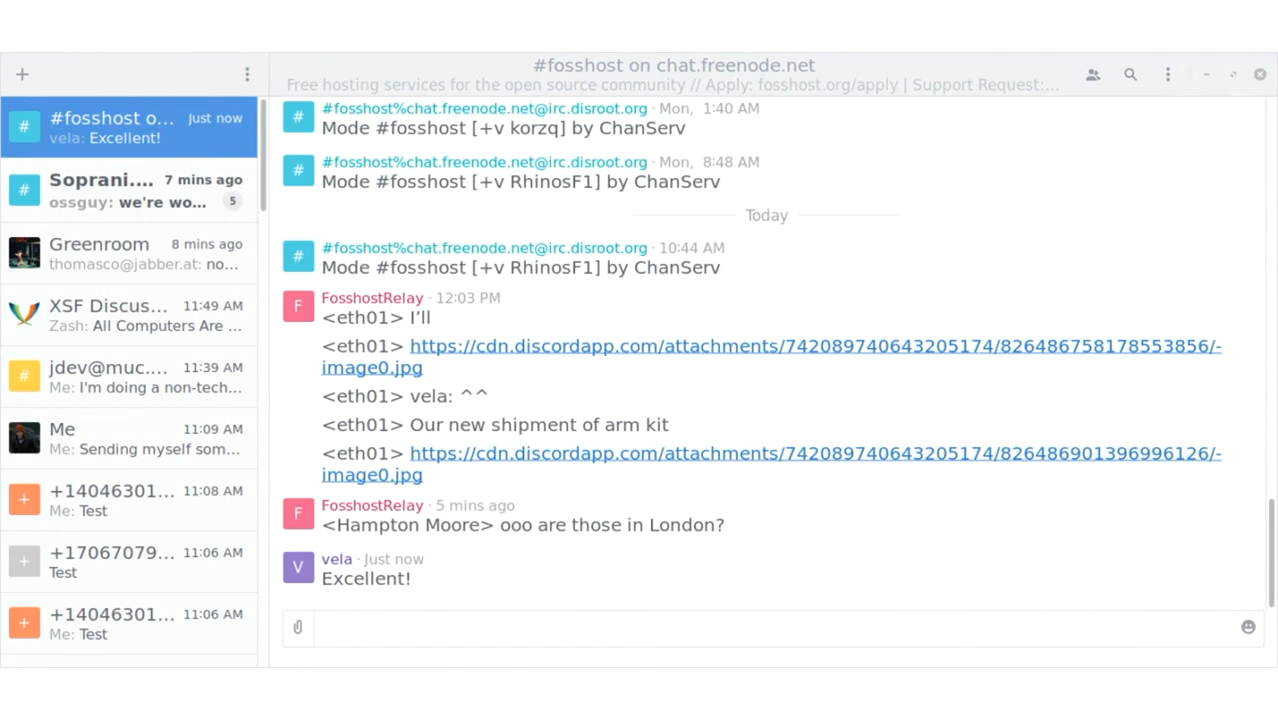 #fosshost on chat.freenode.net
Free hosting services for the open source community // Apply: fosshost.org/apply | Support Request:...
#fosshost o... Just now
vela: Excellent!
Soprani.... 7 mins ago
ossguy: we're wo... 5
Greenroom 8 mins ago
thomasco@jabber.at: no...
XSF Discus... 11:49 AM
Zash: All Computers Are ...
jdev@muc.... 11:39 AM
Me: I'm doing a non-tech...
Me 11:09 AM
Me: Sending myself som...
+14046301... 11:08 AM
Me: Test
+17067079... 11:06 AM
Test
+14046301... 11:06 AM
Me: Test
#fosshost%chat.freenode.net@irc.disroot.org · Mon, 1:40 AM
Mode #fosshost [+v korzq] by ChanServ
#fosshost%chat.freenode.net@irc.disroot.org · Mon, 8:48 AM
Mode #fosshost [+v RhinosF1] by ChanServ
Today
#fosshost%chat.freenode.net@irc.disroot.org · 10:44 AM
Mode #fosshost [+v RhinosF1] by ChanServ
FosshostRelay · 12:03 PM
<eth01> I’ll
<eth01> https://cdn.discordapp.com/attachments/742089740643205174/826486758178553856/-
image0.jpg
<eth01> vela: ^^
<eth01> Our new shipment of arm kit
<eth01> https://cdn.discordapp.com/attachments/742089740643205174/826486901396996126/-
image0.jpg
FosshostRelay · 5 mins ago
<Hampton Moore> ooo are those in London?
vela · Just now
Excellent!